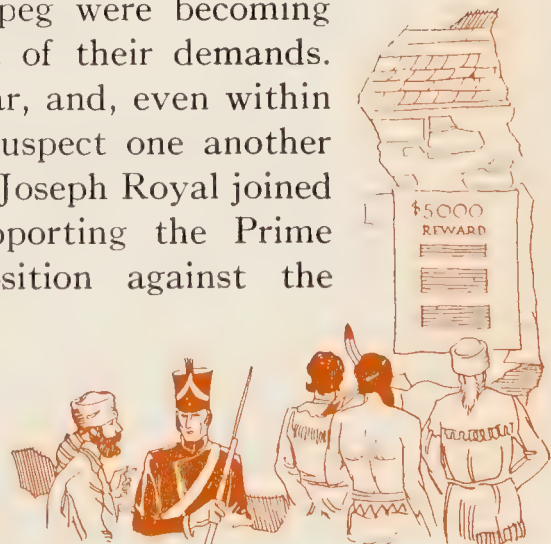 peg were becoming
of their demands.
ar, and, even within
uspect one another
Joseph Royal joined
pporting the Prime
sition against the
$5000
REWARD